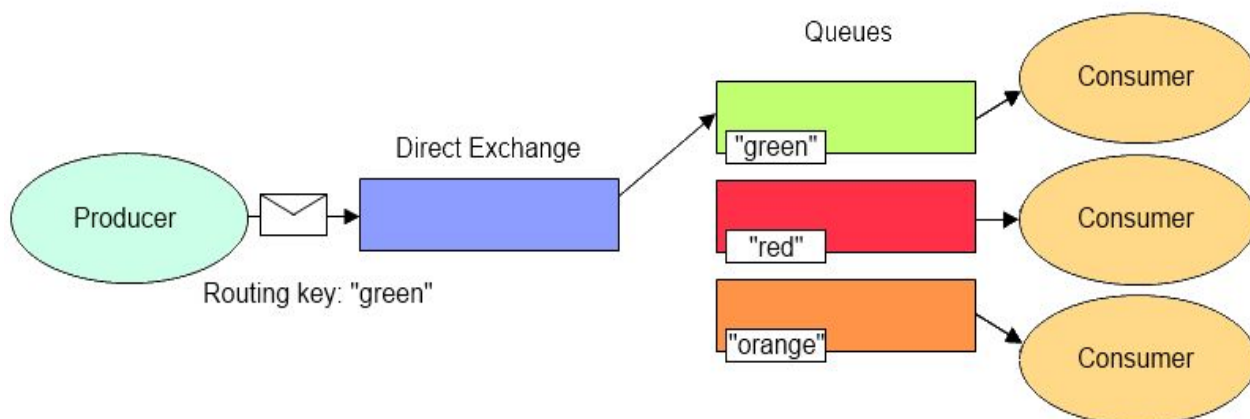 Queues
Consumer
"green"
Direct Exchange
Producer
Routing key: "green"
"red"
Consumer
"orange"
Consumer